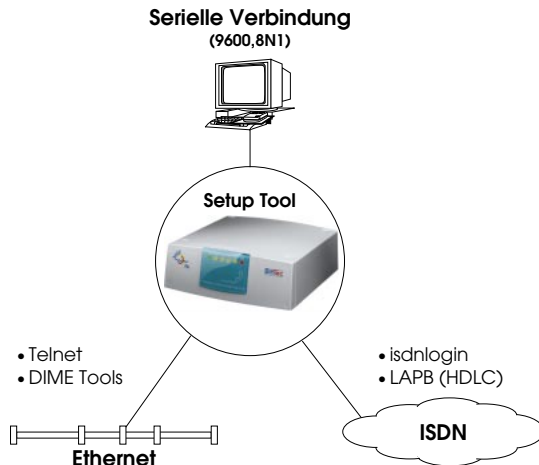 Serielle Verbindung
(9600,8N1)
Setup Tool
• Telnet
• DIME Tools
• isdnlogin
• LAPB (HDLC)
Ethernet
ISDN